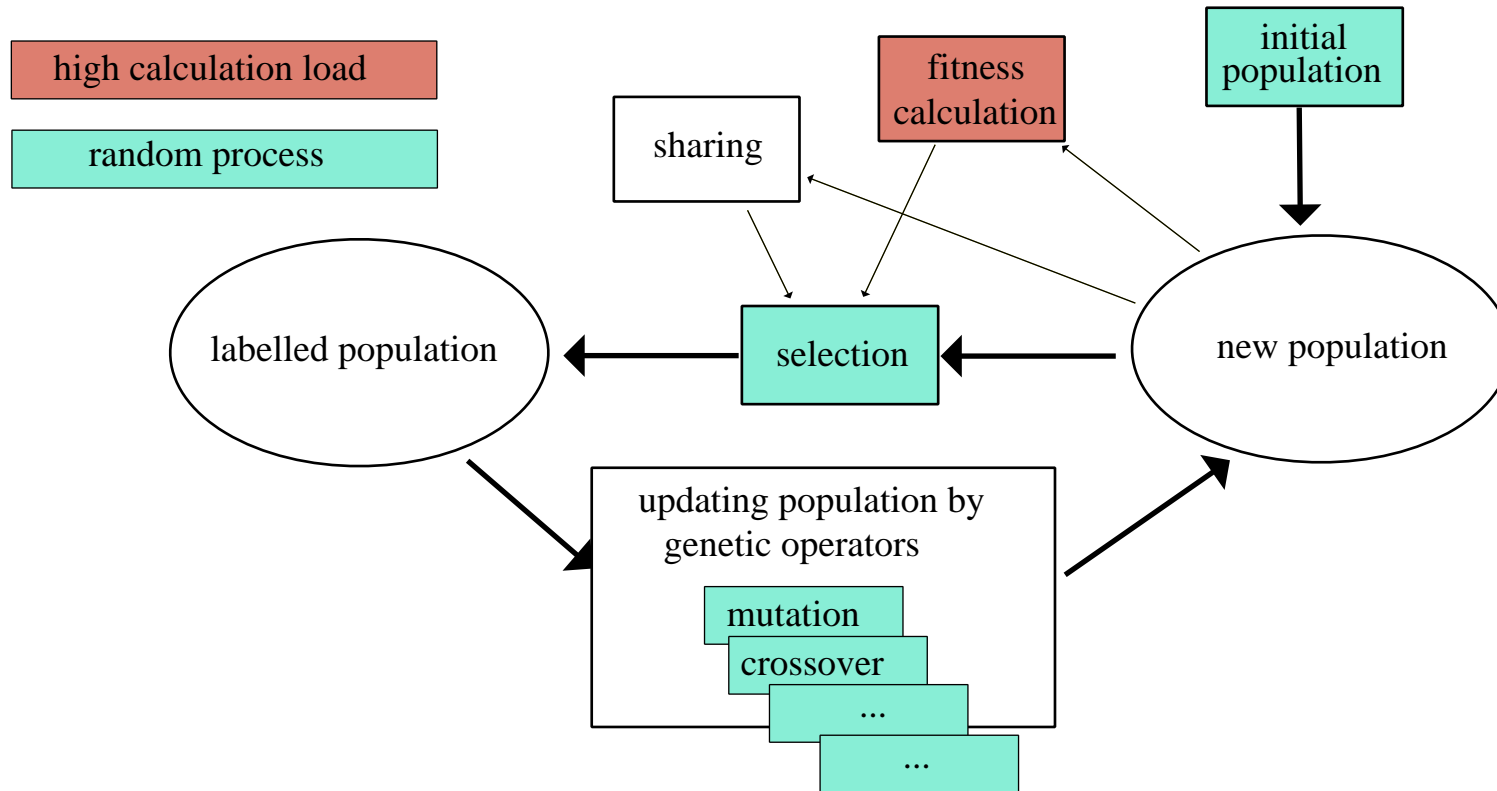 high calculation load
random process
sharing
fitness
calculation
initial
population
labelled population
selection
new population
updating population by
genetic operators
mutation
crossover
...
...